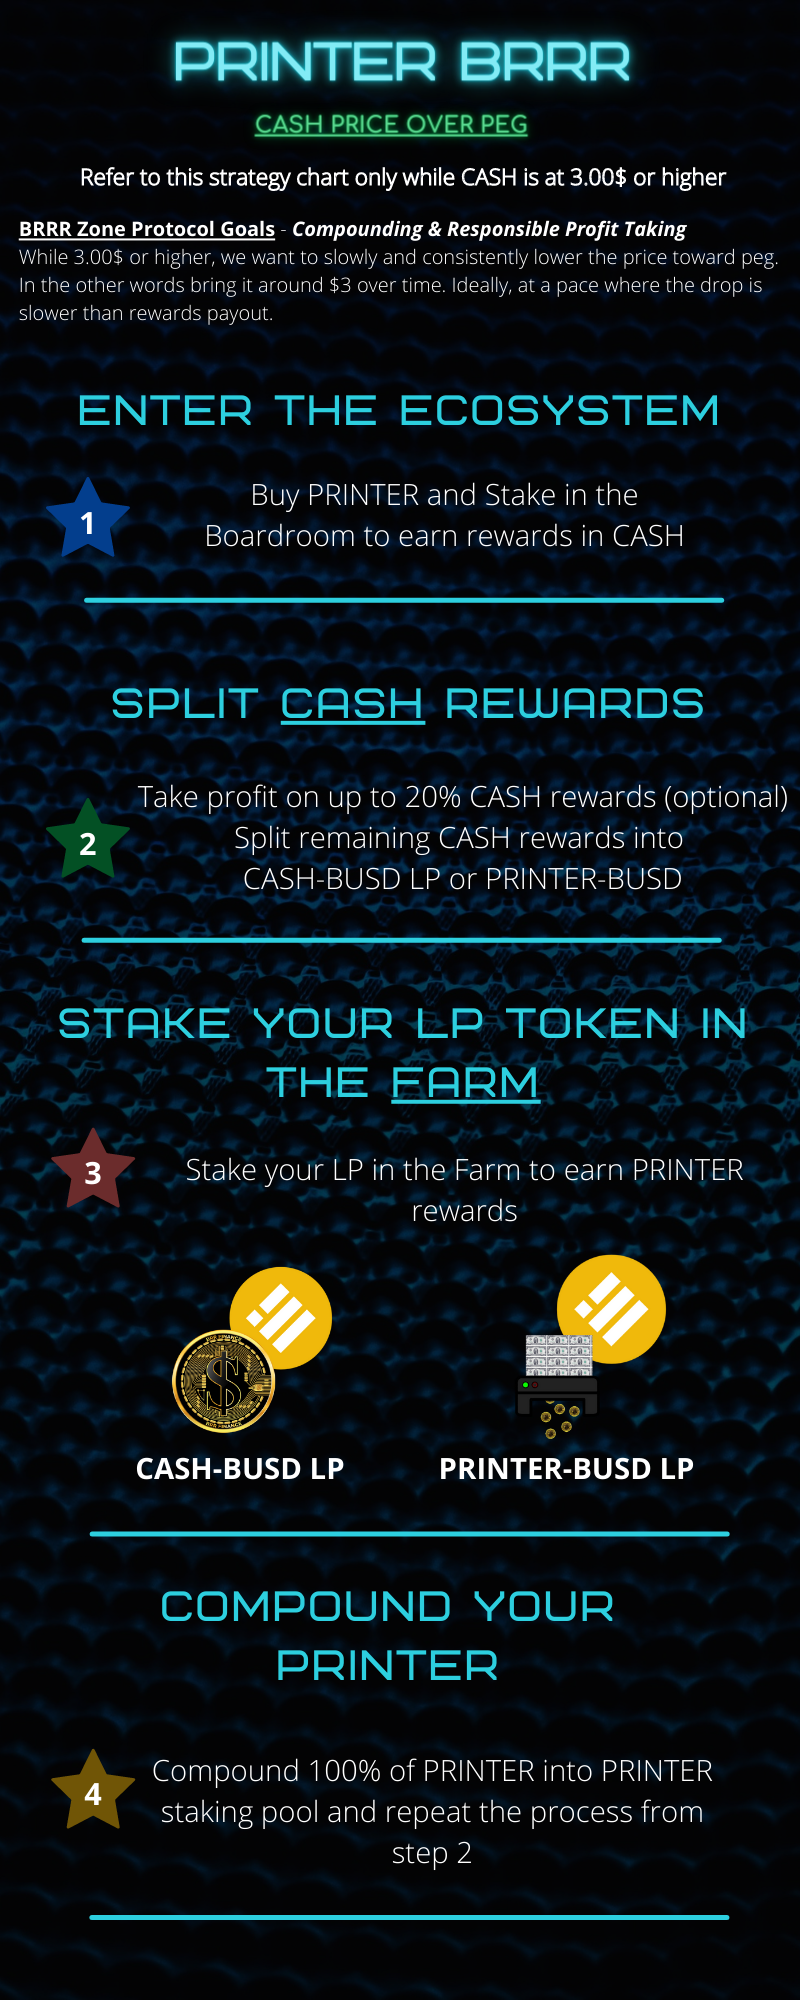 PRINTER BRRR
CASH PRICE OVER PEG
Refer to this strategy chart only while CASH is at 3.00$ or higher
BRRR Zone Protocol Goals - Compounding & Responsible Profit Taking
While 3.00$ or higher, we want to slowly and consistently lower the price toward peg.
In the other words bring it around $3 over time. Ideally, at a pace where the drop is
slower than rewards payout.
ENTER THE ECOSYSTEM
1
Buy PRINTER and Stake in the
Boardroom to earn rewards in CASH
SPLIT CASH REWARDS
2
Take profit on up to 20% CASH rewards (optional)
Split remaining CASH rewards into
CASH-BUSD LP or PRINTER-BUSD
STAKE YOUR LP TOKEN IN
THE FARM
3
Stake your LP in the Farm to earn PRINTER
rewards
CASH-BUSD LP
PRINTER-BUSD LP
COMPOUND YOUR
PRINTER
4
Compound 100% of PRINTER into PRINTER
staking pool and repeat the process from
step 2